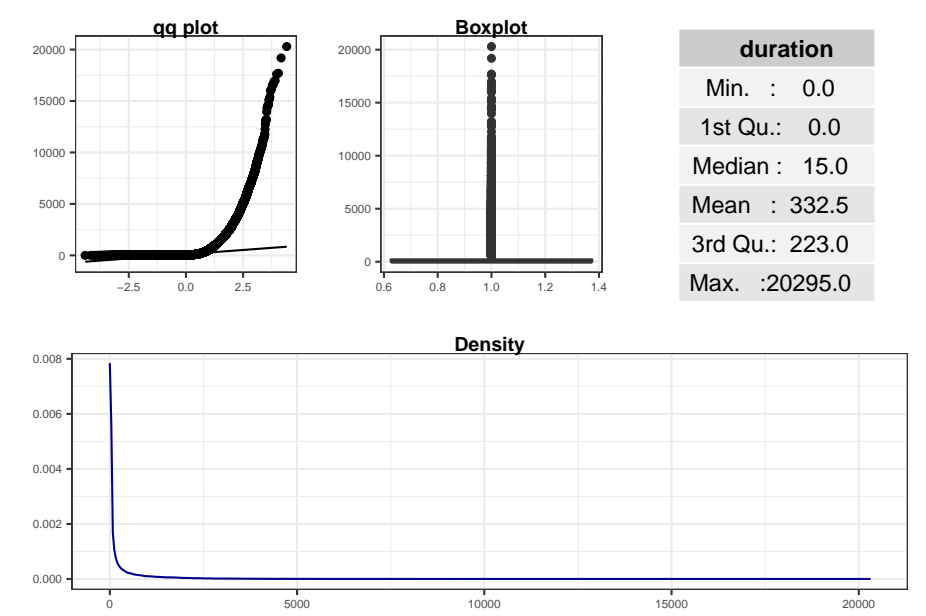 qq plot
20000
15000
10000
5000
0
−2.5 0.0 2.5
Boxplot
20000
15000
10000
5000
0
0.6 0.8 1.0 1.2 1.4
duration
Min. : 0.0
1st Qu.: 0.0
Median : 15.0
Mean : 332.5
3rd Qu.: 223.0
Max. :20295.0
Density
0.008
0.006
0.004
0.002
0.000
0 5000 10000 15000 20000